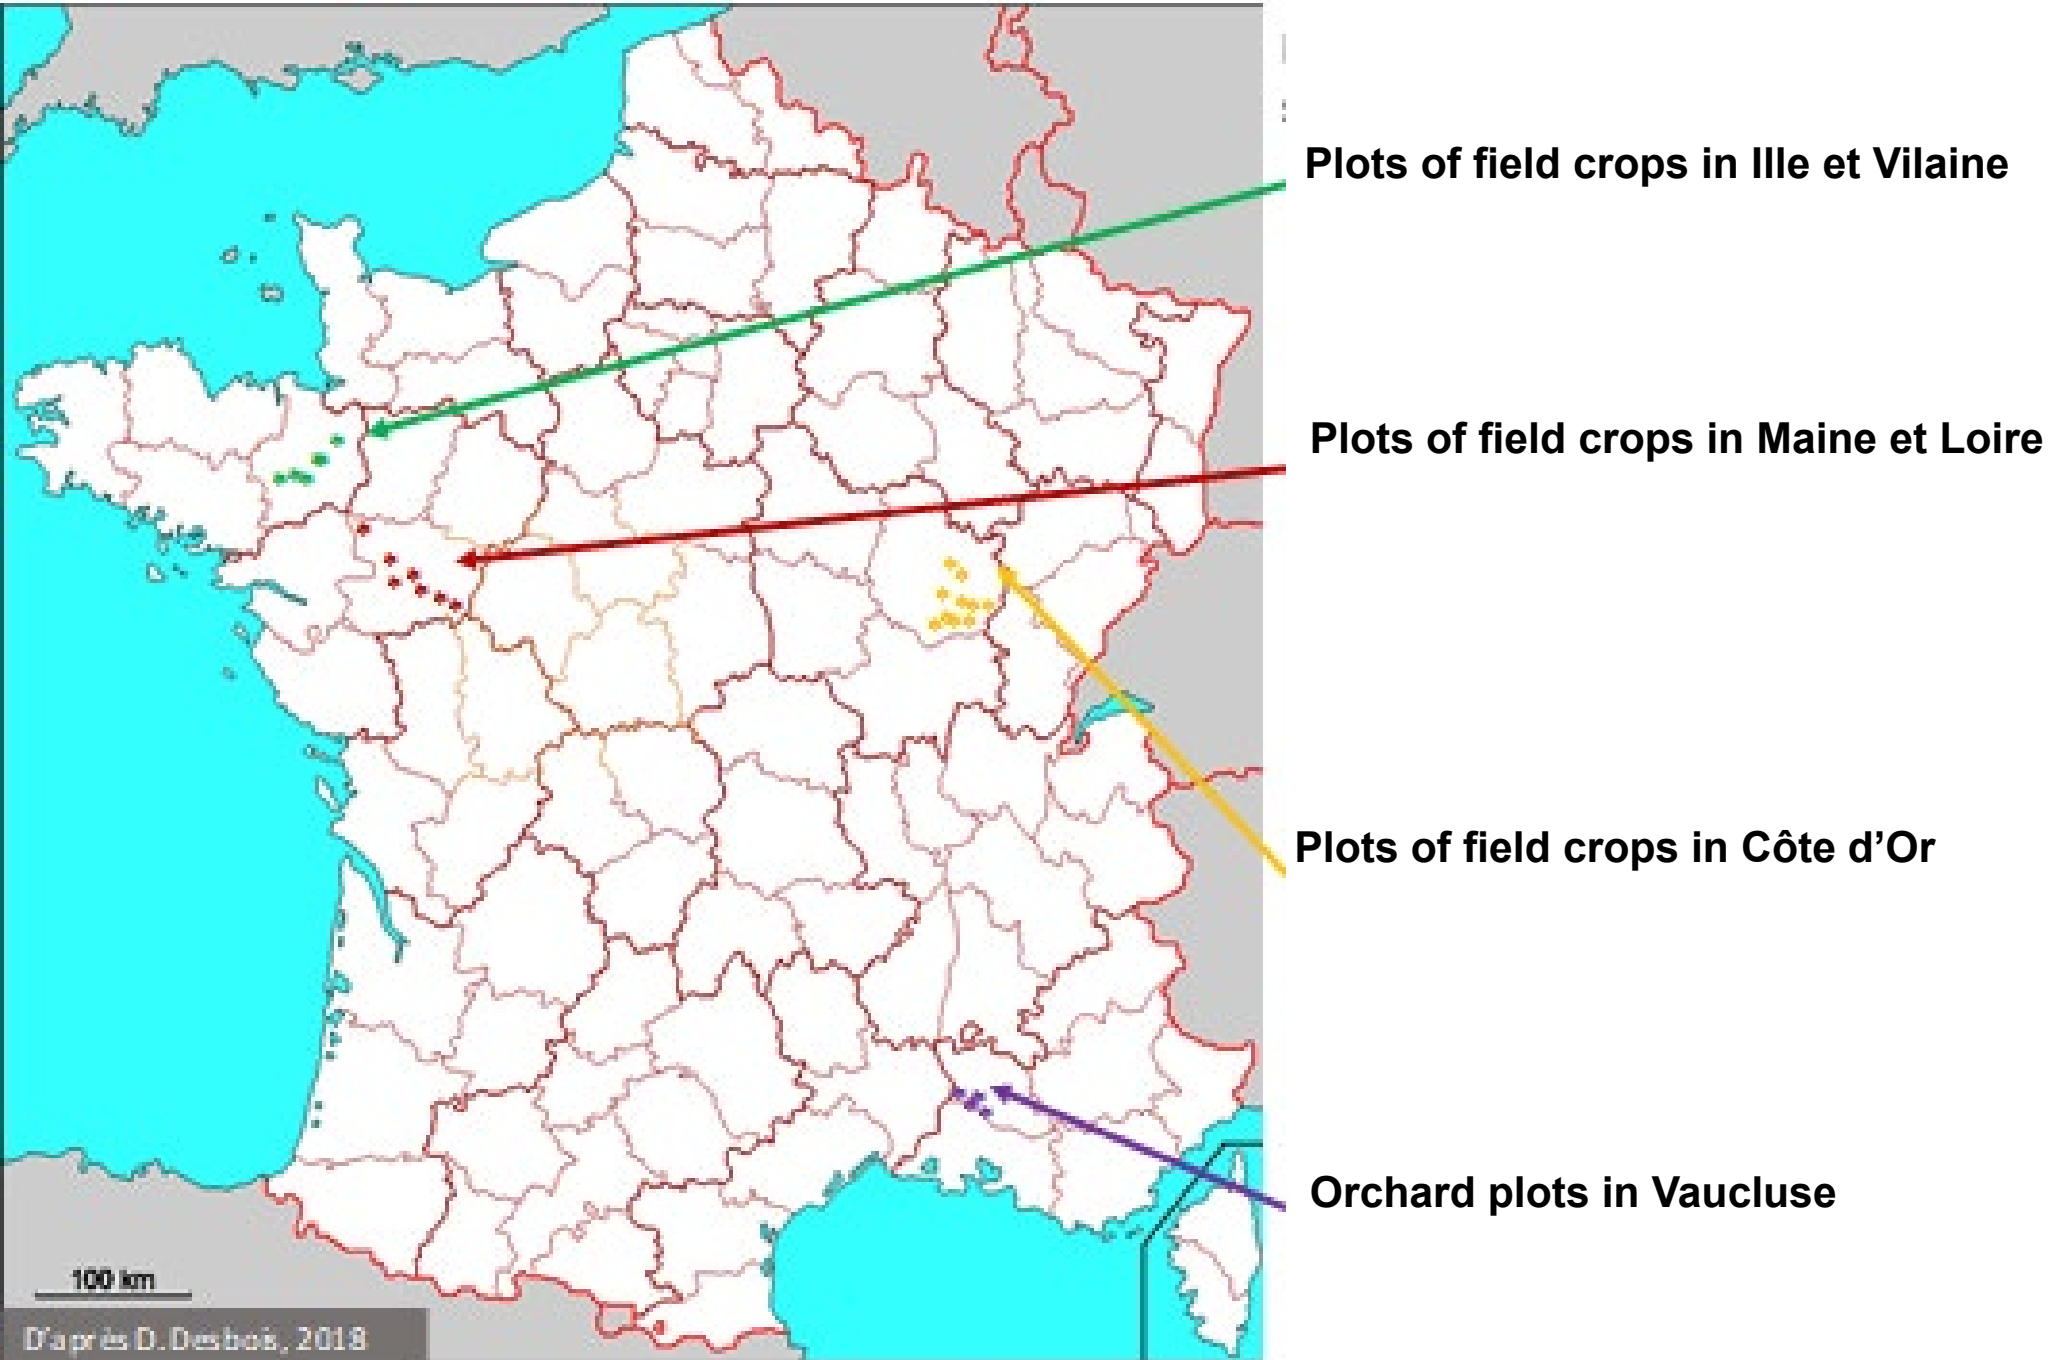 Plots of field crops in Ille et Vilaine
Plots of field crops in Maine et Loire
Plots of field crops in Côte d’Or
Orchard plots in Vaucluse
100 km
D'après D. Desbois, 2018